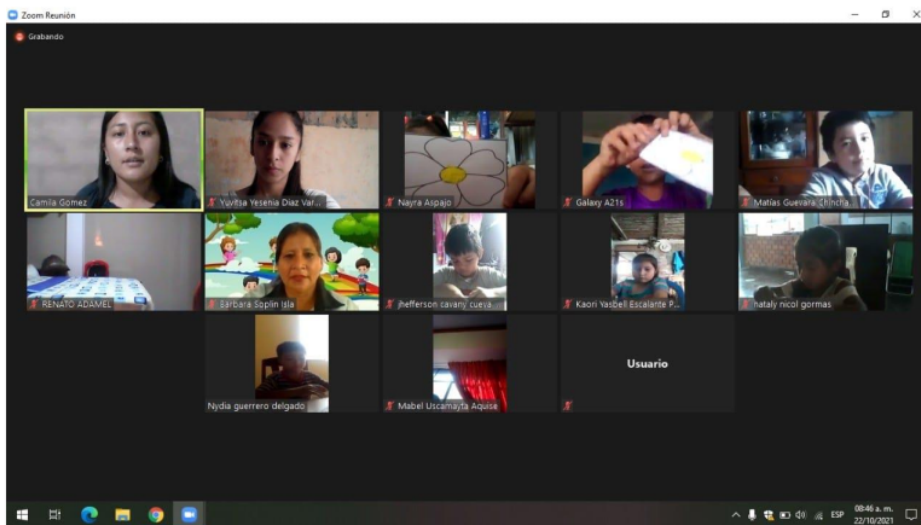 Zoom Reunión
Grabando
Camila Gomez
Yuvitsa Yesenia Diaz Var...
Nayra Aspajo
Galaxy A21s
Matías Guevara Chincha...
RENATO ADAMEL
Bárbara Soplin Isla
jhefferson cavany cueva
Kaori Yasbell Escalante P...
nataly nicol gormas
Nydia guerrero delgado
Mabel Uscamayta Aquise
Usuario
ESP
08:46 a. m.
22/10/2021